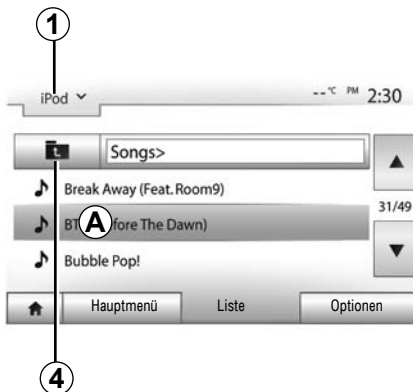 1
iPod --°C PM 2:30
Songs>
Break Away (Feat. Room9)
31/49
BT A fore The Dawn)
Bubble Pop!
Hauptmenü Liste Optionen
4